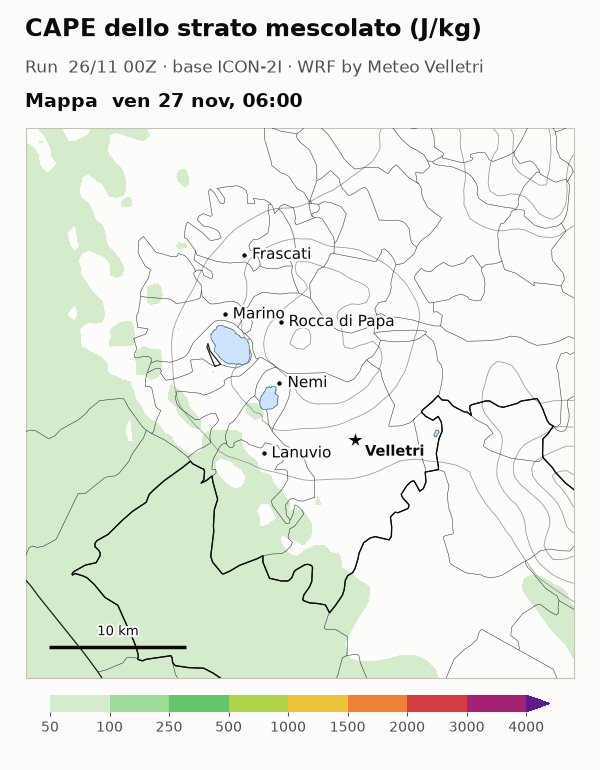 CAPE dello strato mescolato (J/kg)
Run  26/11 00Z · base ICON-2I · WRF by Meteo Velletri
Mappa  ven 27 nov, 06:00
Frascati
Marino
Rocca di Papa
Nemi
Velletri
Lanuvio
10 km
50 100 250 500 1000 1500 2000 3000 4000